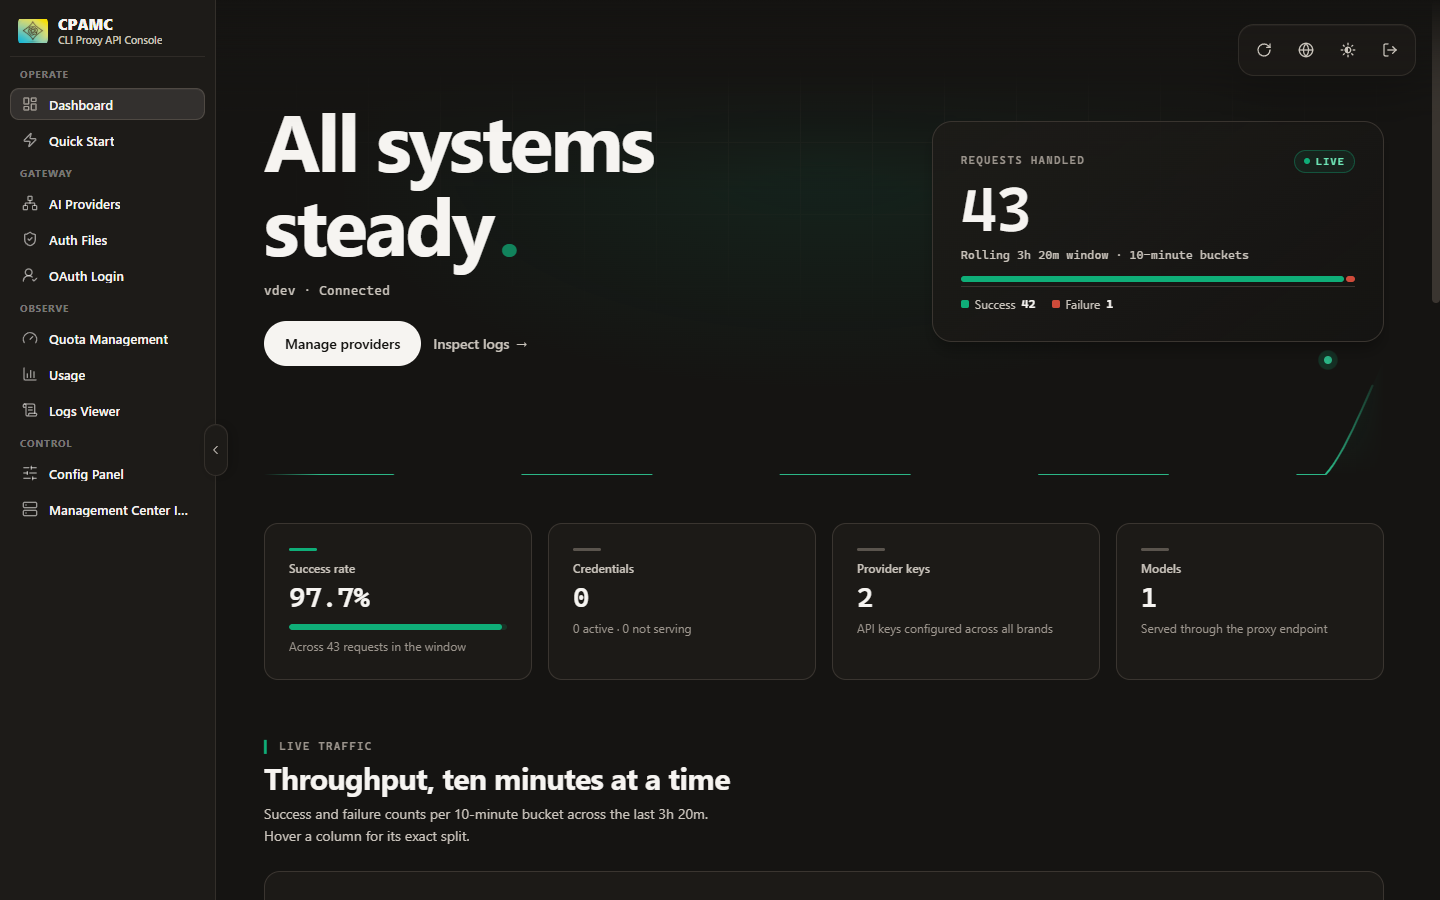 CPAMC
CLI Proxy API Console
OPERATE
Dashboard
Quick Start
GATEWAY
AI Providers
Auth Files
OAuth Login
OBSERVE
Quota Management
Usage
Logs Viewer
CONTROL
Config Panel
Management Center I...
All systems
steady.
vdev · Connected
Manage providers
Inspect logs →
REQUESTS HANDLED
LIVE
43
Rolling 3h 20m window · 10-minute buckets
Success 42
Failure 1
Success rate
97.7%
Across 43 requests in the window
Credentials
0
0 active · 0 not serving
Provider keys
2
API keys configured across all brands
Models
1
Served through the proxy endpoint
LIVE TRAFFIC
Throughput, ten minutes at a time
Success and failure counts per 10-minute bucket across the last 3h 20m.
Hover a column for its exact split.